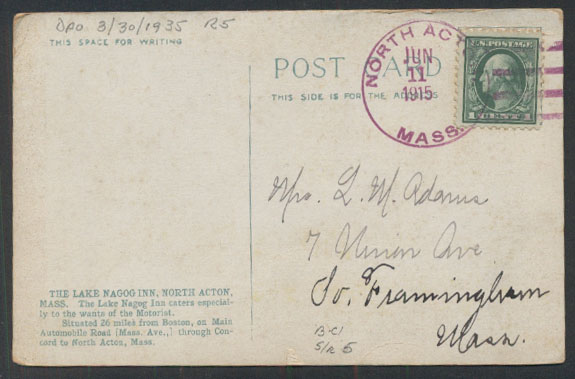 DPO 3/30/1935 R5
THIS SPACE FOR WRITING
POST CARD
THIS SIDE IS FOR THE ADDRESS
NORTH ACTON
JUN
11
1915
MASS.
U.S. POSTAGE
Mrs. L. M. Adams
7 Union Ave
So. Framingham
Mass.
THE LAKE NAGOG INN, NORTH ACTON,
MASS. The Lake Nagog Inn caters especial-
ly to the wants of the Motorist.
Situated 26 miles from Boston, on Main
Automobile Road (Mass. Ave.,) through Con-
cord to North Acton, Mass.
B-C1
S/R 5